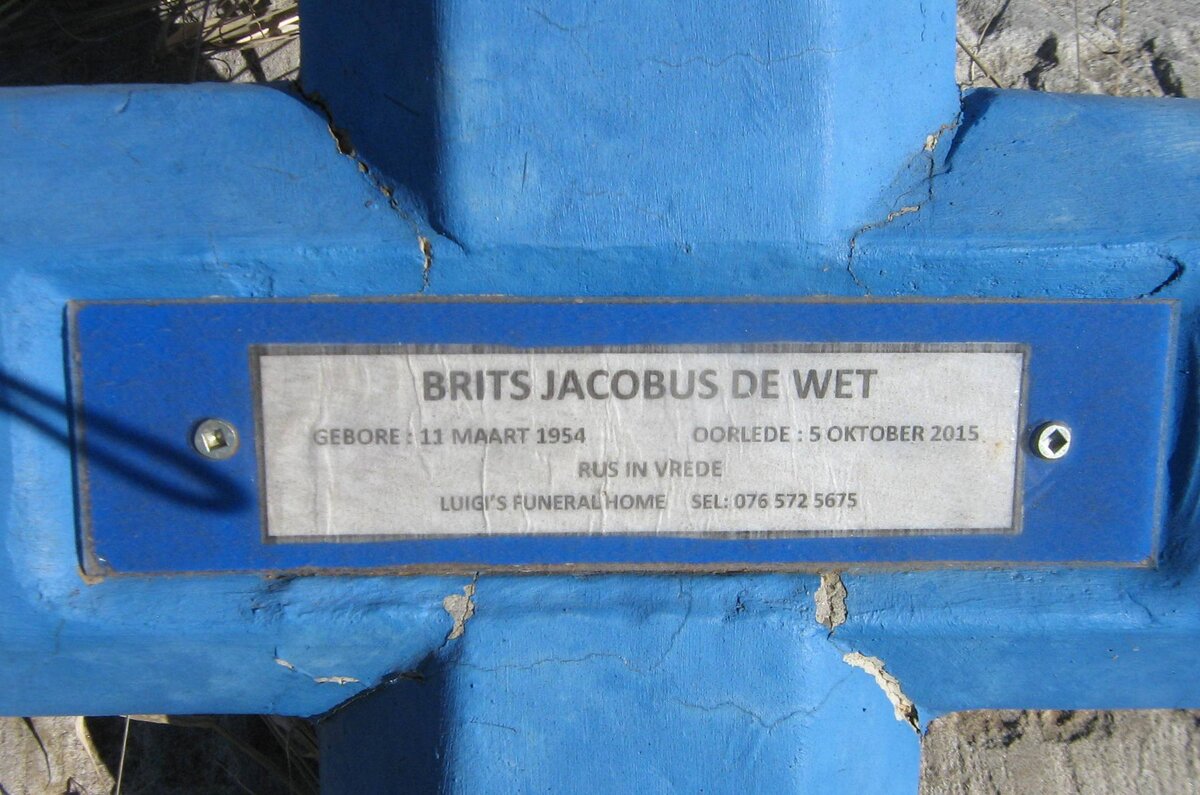 BRITS JACOBUS DE WET
GEBORE : 11 MAART 1954 OORLEDE : 5 OKTOBER 2015
RUS IN VREDE
LUIGI'S FUNERAL HOME SEL: 076 572 5675